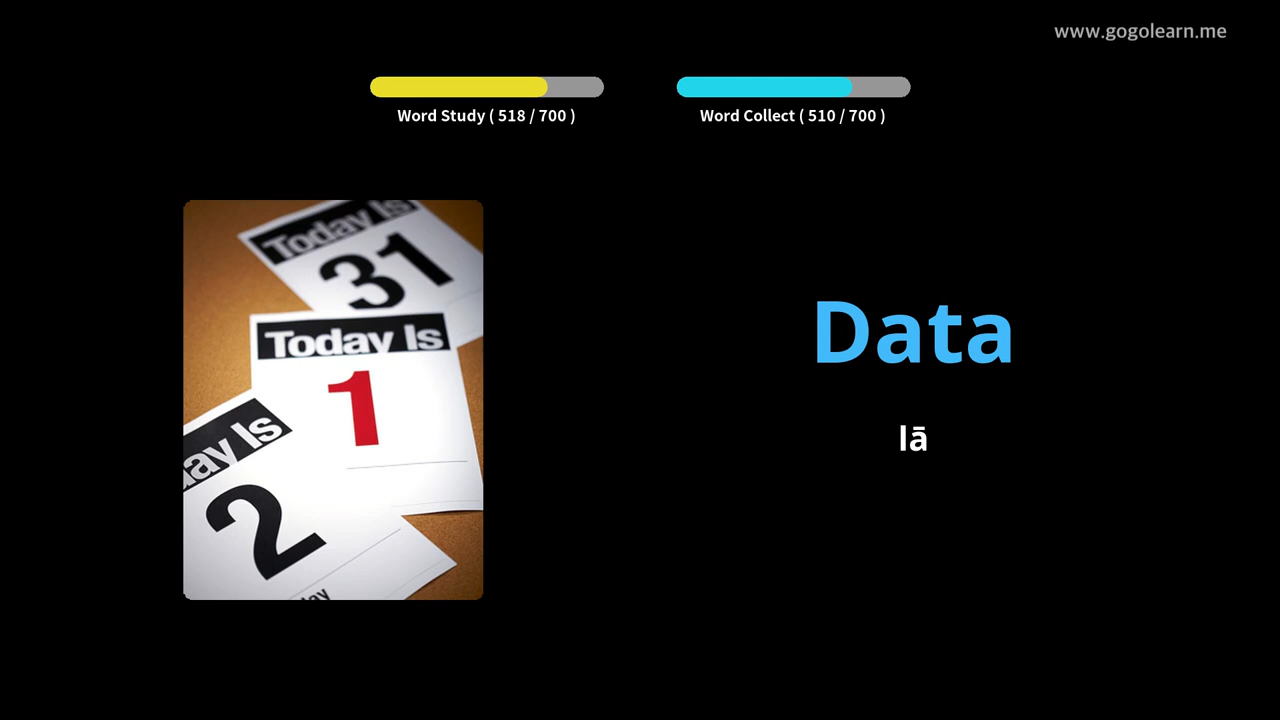 www.gogolearn.me
Word Study ( 518 / 700 )
Word Collect ( 510 / 700 )
Today Is
31
Today Is
1
ay Is
2
ay
Data
lā